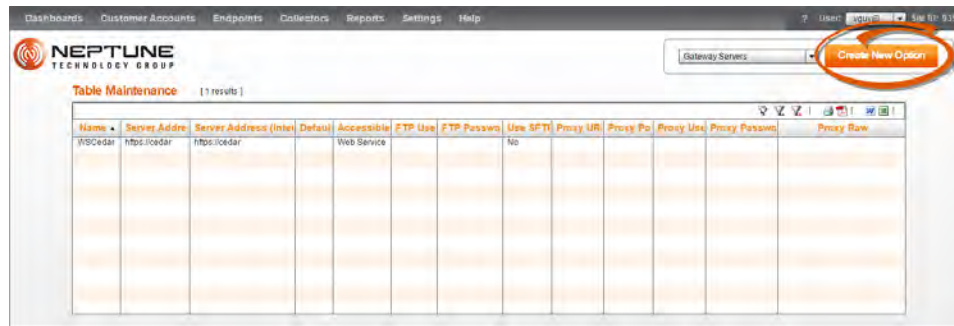 Dashboards Customer Accounts Endpoints Collectors Reports Settings Help ? User:
NEPTUNE
TECHNOLOGY GROUP
Gateway Servers
Create New Option
Table Maintenance [1 results]
Name Server Addre Server Address (Inter Defaul Accessible FTP Use FTP Passwo Use SFTI Proxy UR Proxy Po Proxy Use Proxy Passwo Proxy Raw
WSCedar https://cedar https://cedar Web Service No